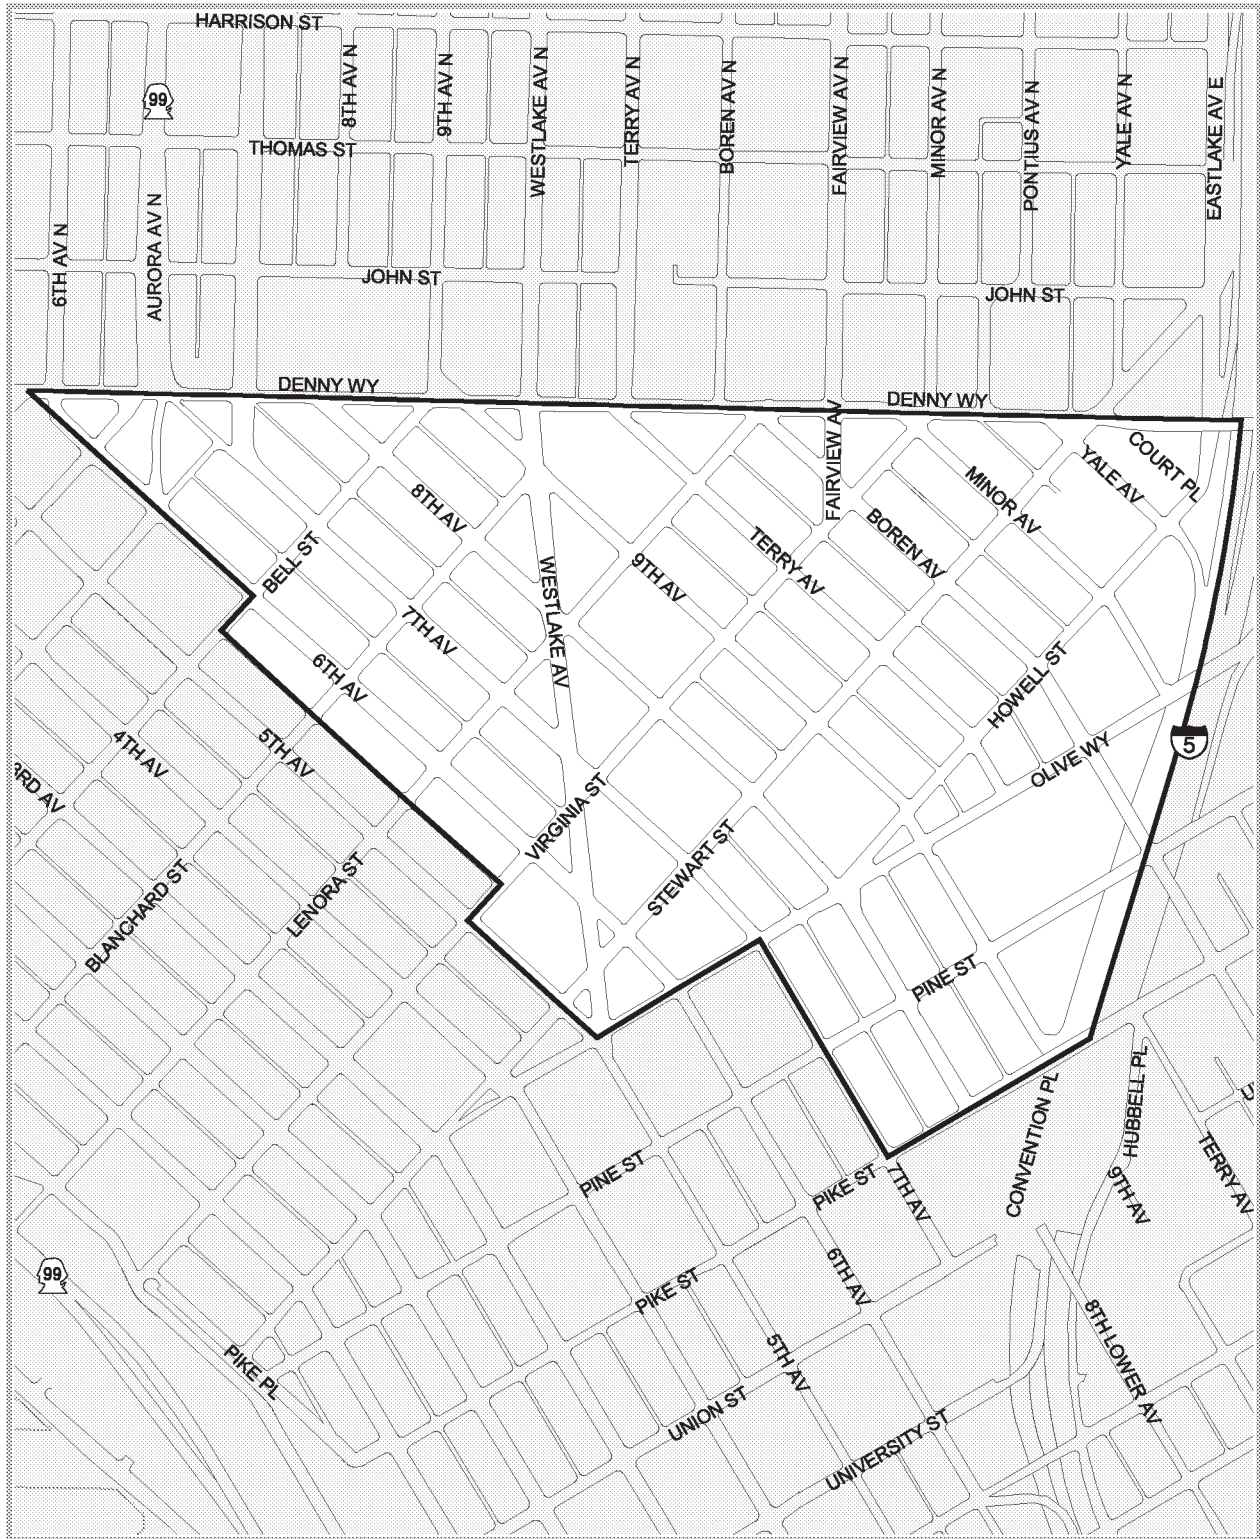 HARRISON ST
99
8TH AV N
9TH AV N
WESTLAKE AV N
TERRY AV N
BOREN AV N
FAIRVIEW AV N
MINOR AV N
PONTIUS AV N
YALE AV N
EASTLAKE AV E
THOMAS ST
6TH AV N
AURORA AV N
JOHN ST
JOHN ST
DENNY WY
DENNY WY
FAIRVIEW AV
COURT PL
YALE AV
MINOR AV
8TH AV
BOREN AV
BELL ST
TERRY AV
9TH AV
WESTLAKE AV
7TH AV
6TH AV
HOWELL ST
5
OLIVE WY
5TH AV
4TH AV
3RD AV
VIRGINIA ST
STEWART ST
LENORA ST
BLANCHARD ST
PINE ST
CONVENTION PL
HUBBELL PL
TERRY AV
9TH AV
PINE ST
PIKE ST
7TH AV
6TH AV
99
PIKE ST
8TH LOWER AV
5TH AV
PIKE PL
UNION ST
UNIVERSITY ST